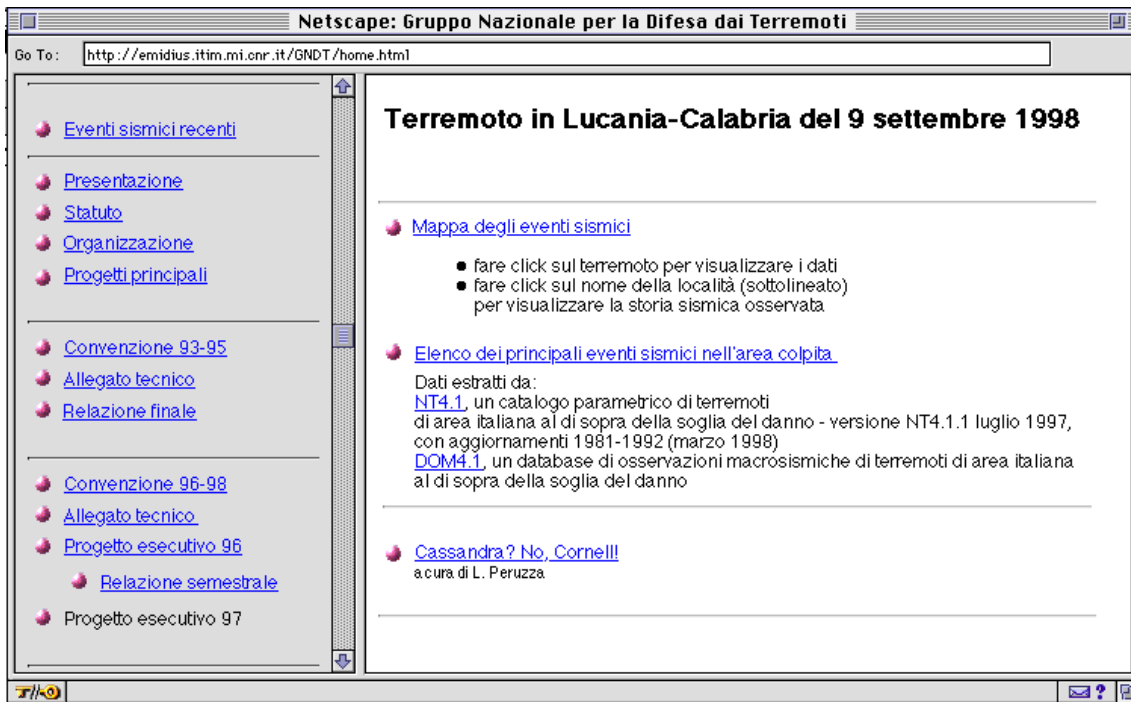 Netscape: Gruppo Nazionale per la Difesa dai Terremoti
Go To: http://emidius.itim.mi.cnr.it/GNDT/home.html
Eventi sismici recenti
Presentazione
Statuto
Organizzazione
Progetti principali
Convenzione 93-95
Allegato tecnico
Relazione finale
Convenzione 96-98
Allegato tecnico
Progetto esecutivo 96
Relazione semestrale
Progetto esecutivo 97
Terremoto in Lucania-Calabria del 9 settembre 1998
Mappa degli eventi sismici
fare click sul terremoto per visualizzare i dati
fare click sul nome della località (sottolineato)
per visualizzare la storia sismica osservata
Elenco dei principali eventi sismici nell'area colpita
Dati estratti da:
NT4.1, un catalogo parametrico di terremoti
di area italiana al di sopra della soglia del danno - versione NT4.1.1 luglio 1997,
con aggiornamenti 1981-1992 (marzo 1998)
DOM4.1, un database di osservazioni macrosismiche di terremoti di area italiana
al di sopra della soglia del danno
Cassandra? No, Cornell!
a cura di L. Peruzza
?